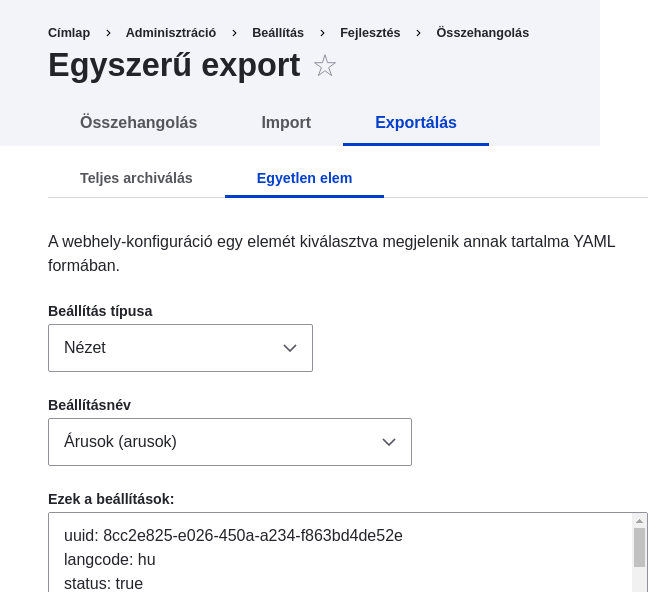 Címlap > Adminisztráció > Beállítás > Fejlesztés > Összehangolás
Egyszerű export
Összehangolás Import Exportálás
Teljes archiválás Egyetlen elem
A webhely-konfiguráció egy elemét kiválasztva megjelenik annak tartalma YAML
formában.
Beállítás típusa
Nézet
Beállításnév
Árusok (arusok)
Ezek a beállítások:
uuid: 8cc2e825-e026-450a-a234-f863bd4de52e
langcode: hu
status: true